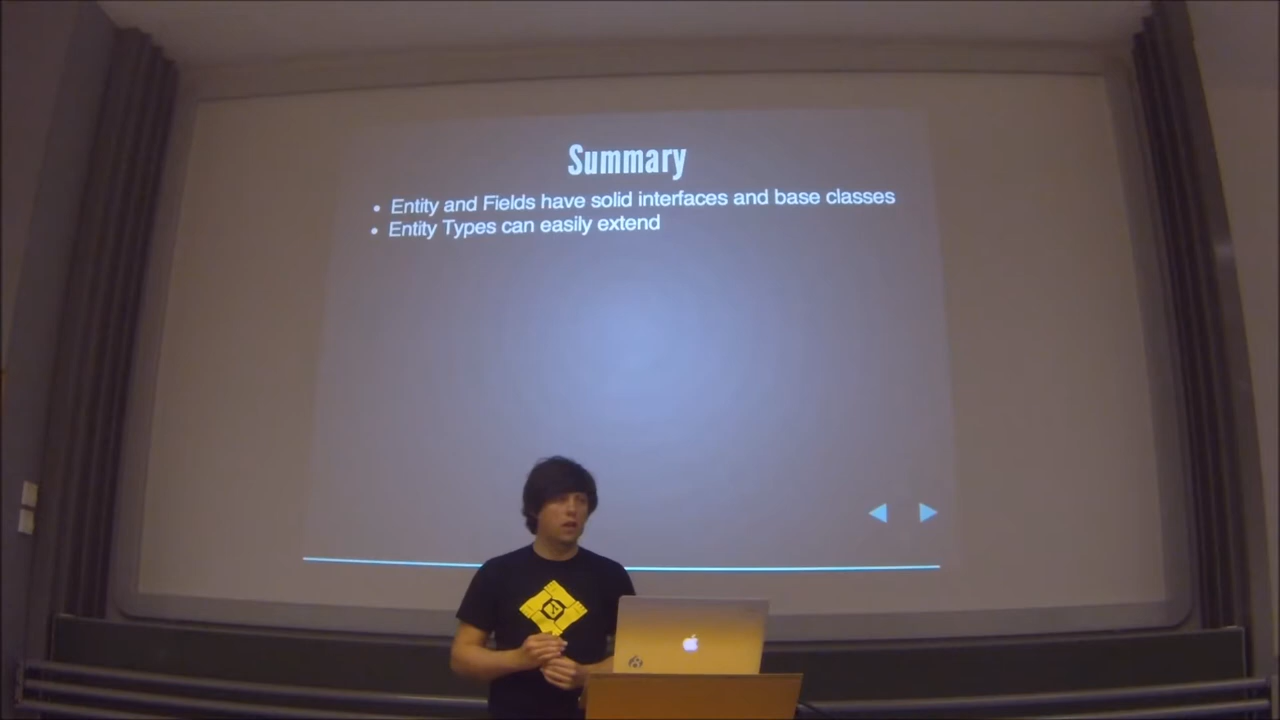 Summary
• Entity and Fields have solid interfaces and base classes
• Entity Types can easily extend
λ